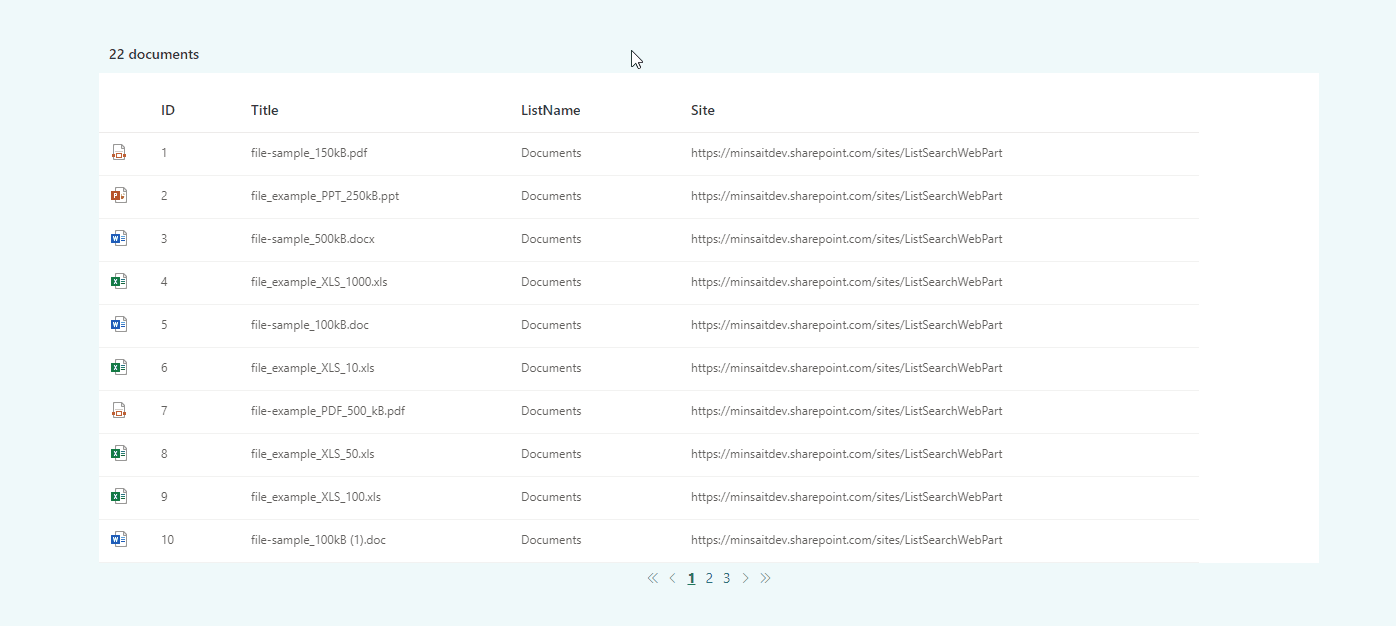 22 documents
ID Title ListName Site
1 file-sample_150kB.pdf Documents https://minsaitdev.sharepoint.com/sites/ListSearchWebPart
2 file_example_PPT_250kB.ppt Documents https://minsaitdev.sharepoint.com/sites/ListSearchWebPart
3 file-sample_500kB.docx Documents https://minsaitdev.sharepoint.com/sites/ListSearchWebPart
4 file_example_XLS_1000.xls Documents https://minsaitdev.sharepoint.com/sites/ListSearchWebPart
5 file-sample_100kB.doc Documents https://minsaitdev.sharepoint.com/sites/ListSearchWebPart
6 file_example_XLS_10.xls Documents https://minsaitdev.sharepoint.com/sites/ListSearchWebPart
7 file-example_PDF_500_kB.pdf Documents https://minsaitdev.sharepoint.com/sites/ListSearchWebPart
8 file_example_XLS_50.xls Documents https://minsaitdev.sharepoint.com/sites/ListSearchWebPart
9 file_example_XLS_100.xls Documents https://minsaitdev.sharepoint.com/sites/ListSearchWebPart
10 file-sample_100kB (1).doc Documents https://minsaitdev.sharepoint.com/sites/ListSearchWebPart
1 2 3